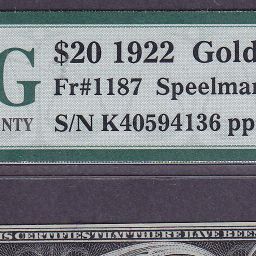 $20 1922 Gold
G
Fr#1187 Speelman
NTY
S/N K40594136 pp
IS CERTIFIES THAT THERE HAVE BEEN